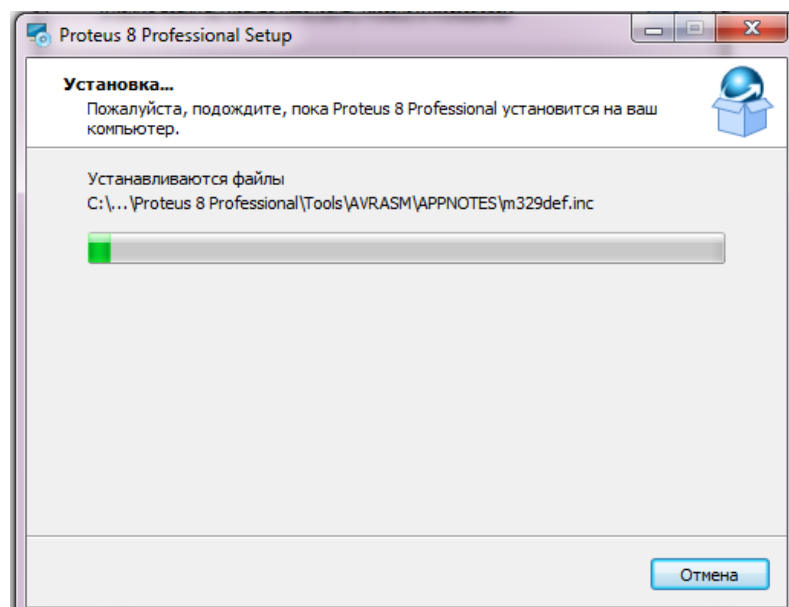 Proteus 8 Professional Setup
Установка...
Пожалуйста, подождите, пока Proteus 8 Professional установится на ваш
компьютер.
Устанавливаются файлы
C:\...\Proteus 8 Professional\Tools\AVRASM\APPNOTES\m329def.inc
Отмена